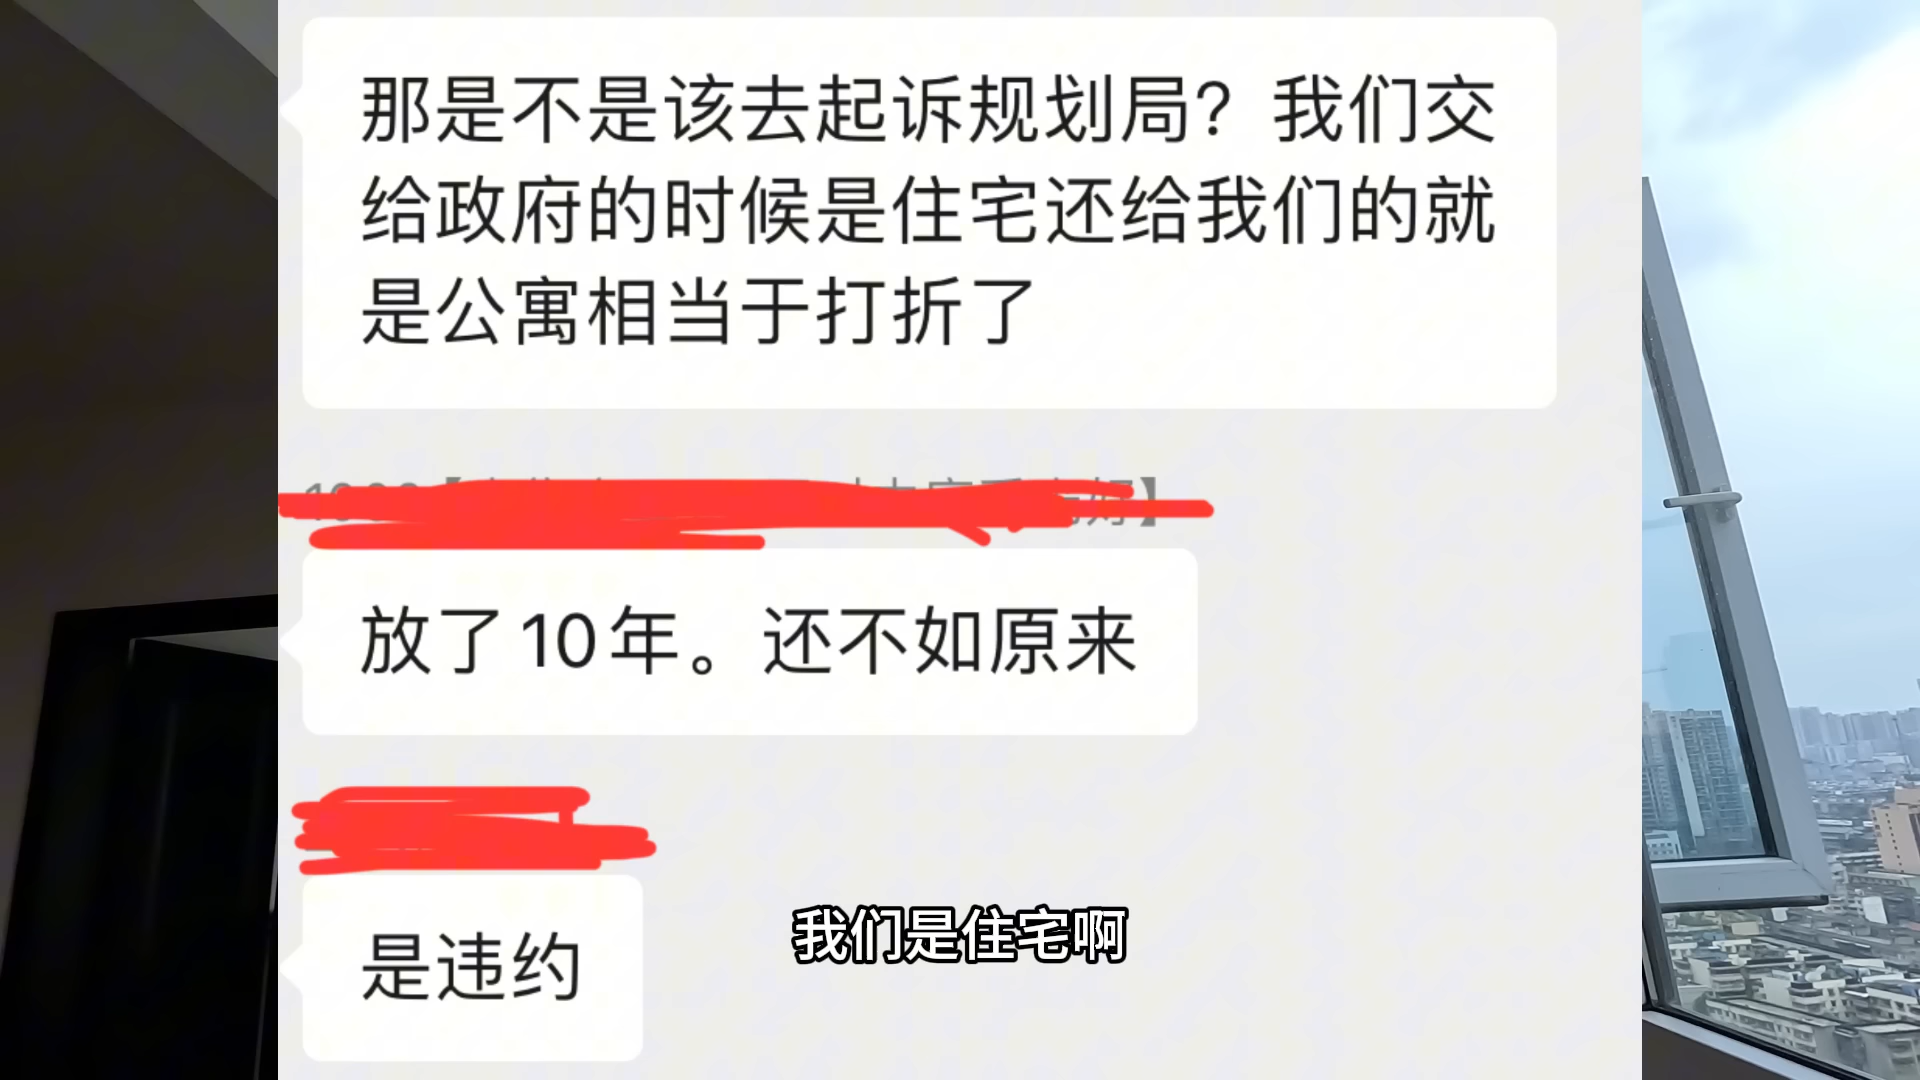 那是不是该去起诉规划局？我们交
给政府的时候是住宅还给我们的就
是公寓相当于打折了
放了10年。还不如原来
是违约
我们是住宅啊